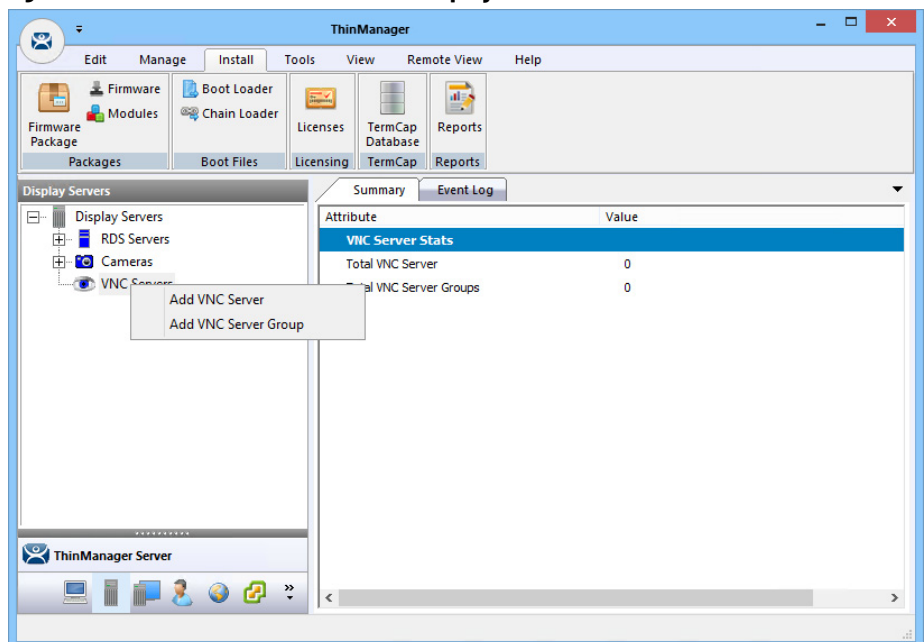 ThinManager
Edit Manage Install Tools View Remote View Help
Firmware
Modules
Firmware Package
Packages
Boot Loader
Chain Loader
Boot Files
Licenses
Licensing
TermCap Database
TermCap
Reports
Reports
Display Servers
Display Servers
RDS Servers
Cameras
VNC Servers
Add VNC Server
Add VNC Server Group
Summary Event Log
Attribute Value
VNC Server Stats
Total VNC Server 0
Total VNC Server Groups 0
ThinManager Server